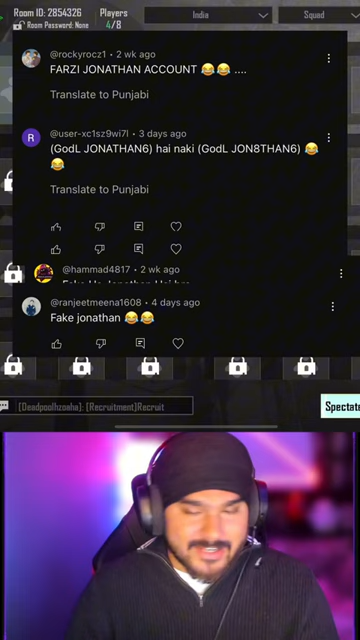 Room ID: 2854326
Players
India
Squad
Room Password: None
4/8
@rockyrocz1 • 2 wk ago
FARZI JONATHAN ACCOUNT 😂😂 ....
Translate to Punjabi
R
@user-xc1sz9wi7l • 3 days ago
(GodL JONATHAN6) hai naki (GodL JON8THAN6) 😂
😂
Translate to Punjabi
@hammad4817 • 2 wk ago
@ranjeetmeena1608 • 4 days ago
Fake jonathan 😂😂
[Deadpoolhzoeha]: [Recruitment]Recruit
Spectate